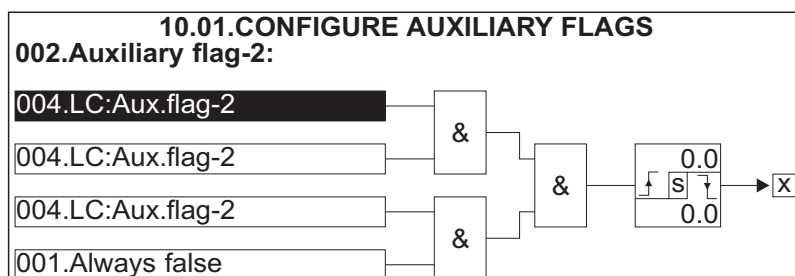 10.01.CONFIGURE AUXILIARY FLAGS
002.Auxiliary flag-2:
004.LC:Aux.flag-2
&
004.LC:Aux.flag-2
&
0.0
S
X
0.0
004.LC:Aux.flag-2
&
001.Always false